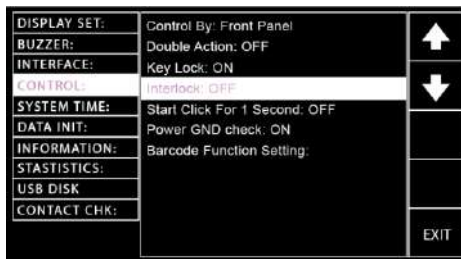 DISPLAY SET:
BUZZER:
INTERFACE:
CONTROL:
SYSTEM TIME:
DATA INIT:
INFORMATION:
STASTISTICS:
USB DISK
CONTACT CHK:
Control By: Front Panel
Double Action: OFF
Key Lock: ON
Interlock: OFF
Start Click For 1 Second: OFF
Power GND check: ON
Barcode Function Setting:
EXIT